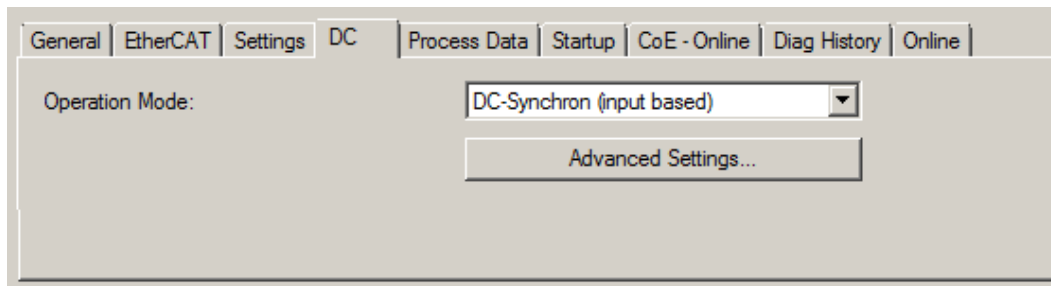 General EtherCAT Settings DC Process Data Startup CoE - Online Diag History Online
Operation Mode: DC-Synchron (input based)
Advanced Settings...